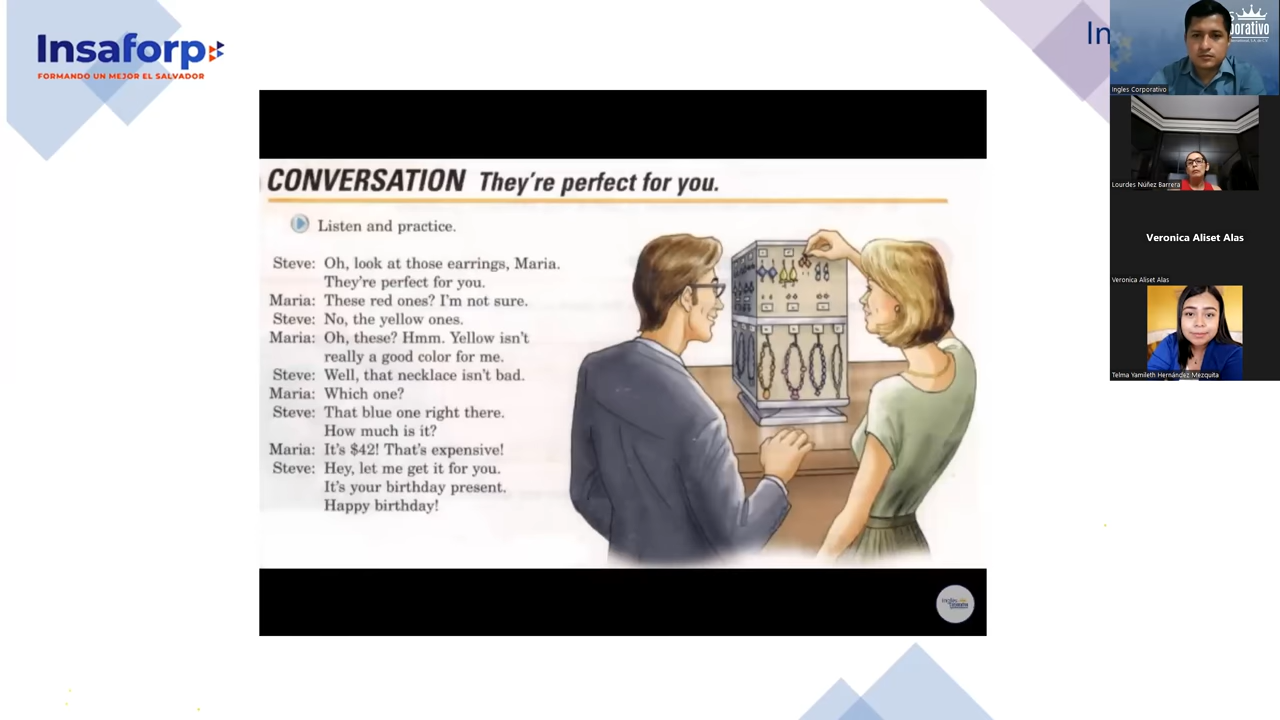 Insaforp
FORMANDO UN MEJOR EL SALVADOR
CONVERSATION They're perfect for you.
Listen and practice.
Steve: Oh, look at those earrings, Maria.
They're perfect for you.
Maria: These red ones? I'm not sure.
Steve: No, the yellow ones.
Maria: Oh, these? Hmm. Yellow isn't
really a good color for me.
Steve: Well, that necklace isn't bad.
Maria: Which one?
Steve: That blue one right there.
How much is it?
Maria: It's $42! That's expensive!
Steve: Hey, let me get it for you.
It's your birthday present.
Happy birthday!
In
Ingles Corporativo
Lourdes Núñez Barrera
Veronica Aliset Alas
Veronica Aliset Alas
Telma Yamileth Hernández Mezquita